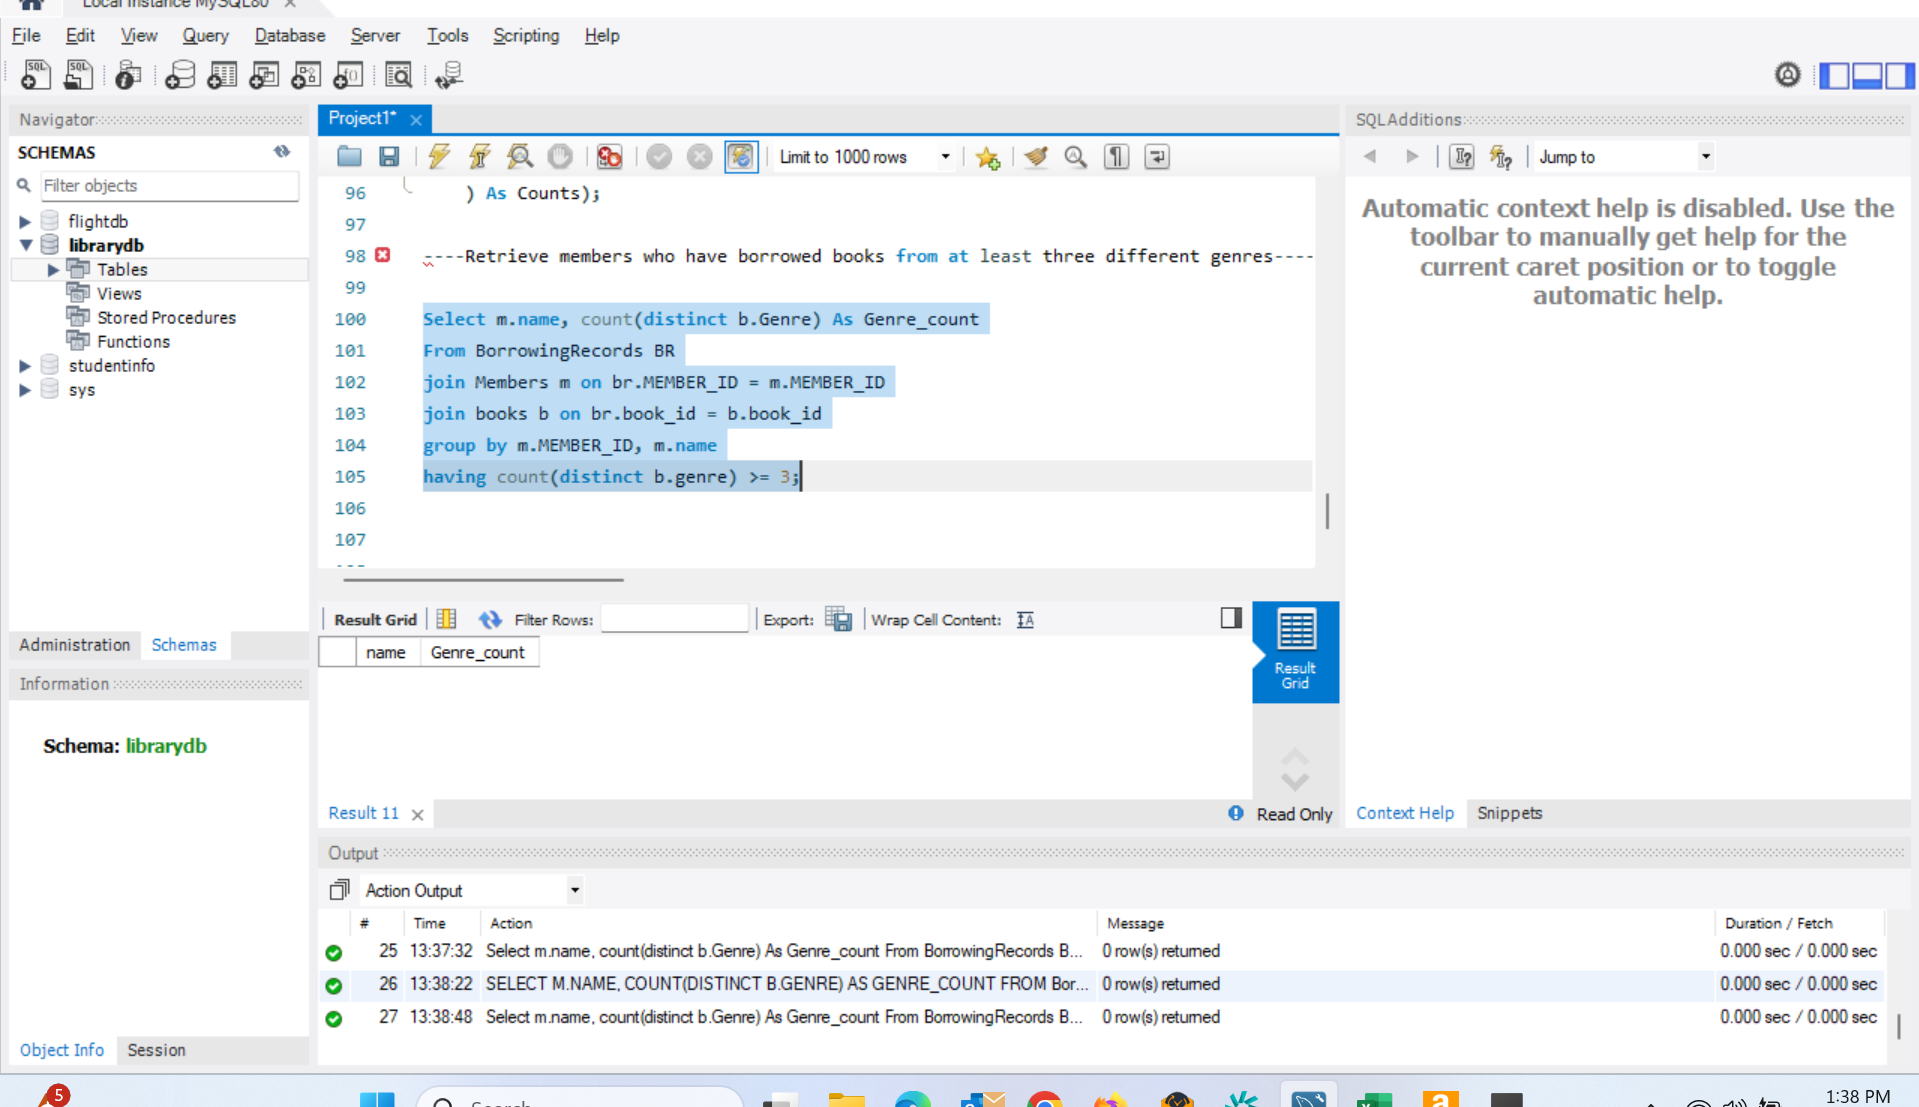 Local instance MySQL80
File Edit View Query Database Server Tools Scripting Help
Navigator
SCHEMAS
Filter objects
flightdb
librarydb
Tables
Views
Stored Procedures
Functions
studentinfo
sys
Administration Schemas
Information
Schema: librarydb
Object Info Session
Project1*
Limit to 1000 rows
96 ) As Counts);
97
98 ----Retrieve members who have borrowed books from at least three different genres----
99
100 Select m.name, count(distinct b.Genre) As Genre_count
101 From BorrowingRecords BR
102 join Members m on br.MEMBER_ID = m.MEMBER_ID
103 join books b on br.book_id = b.book_id
104 group by m.MEMBER_ID, m.name
105 having count(distinct b.genre) >= 3;
106
107
Result Grid Filter Rows: Export: Wrap Cell Content:
name Genre_count
Result
Grid
Result 11 Read Only
SQLAdditions
Jump to
Automatic context help is disabled. Use the
toolbar to manually get help for the
current caret position or to toggle
automatic help.
Context Help Snippets
Output
Action Output
# Time Action Message Duration / Fetch
25 13:37:32 Select m.name, count(distinct b.Genre) As Genre_count From BorrowingRecords B... 0 row(s) returned 0.000 sec / 0.000 sec
26 13:38:22 SELECT M.NAME, COUNT(DISTINCT B.GENRE) AS GENRE_COUNT FROM Bor... 0 row(s) returned 0.000 sec / 0.000 sec
27 13:38:48 Select m.name, count(distinct b.Genre) As Genre_count From BorrowingRecords B... 0 row(s) returned 0.000 sec / 0.000 sec
5
Search
1:38 PM